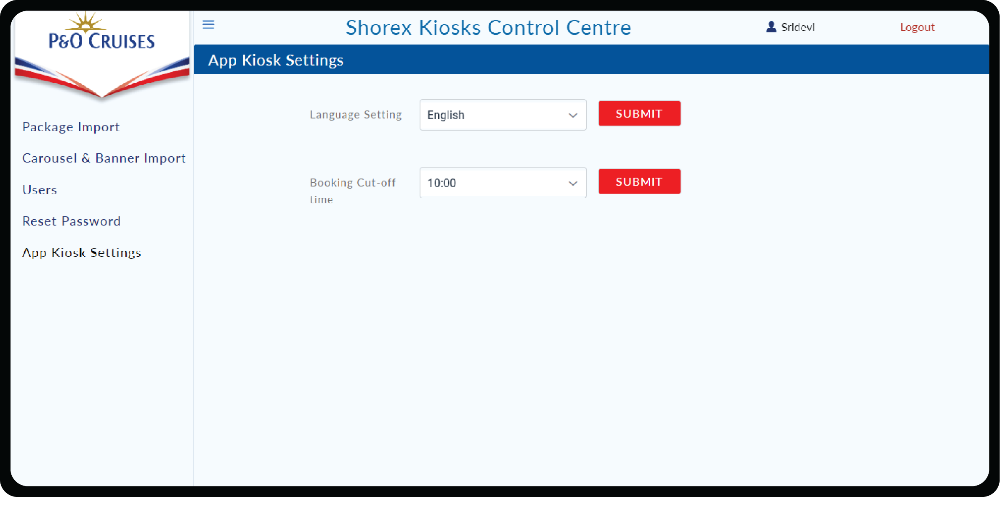 P&O CRUISES
Shorex Kiosks Control Centre
Sridevi
Logout
App Kiosk Settings
Package Import
Carousel & Banner Import
Users
Reset Password
App Kiosk Settings
Language Setting
English
SUBMIT
Booking Cut-off
time
10:00
SUBMIT